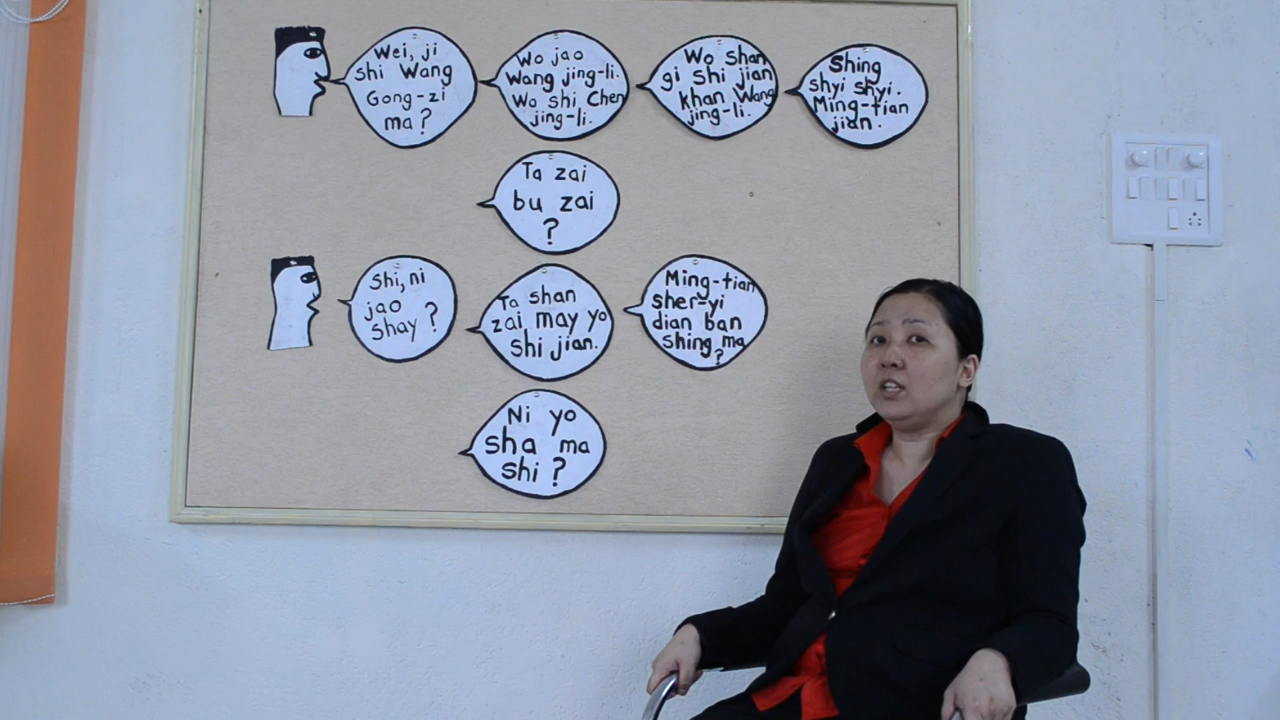 Wei, ji
shi Wang
Gong-zi
ma?
Wo jao
Wang jing-li.
Wo shi Chen
jing-li.
Wo shan
gi shi jian
khan Wang
jing-li.
Shing
shyi shyi.
Ming-tian
jian.
Ta zai
bu zai
?
Shi, ni
jao
shay?
Ta shan
zai may yo
shi jian.
Ming-tian
sher-yi
dian ban
shing ma
?
Ni yo
sha ma
shi?